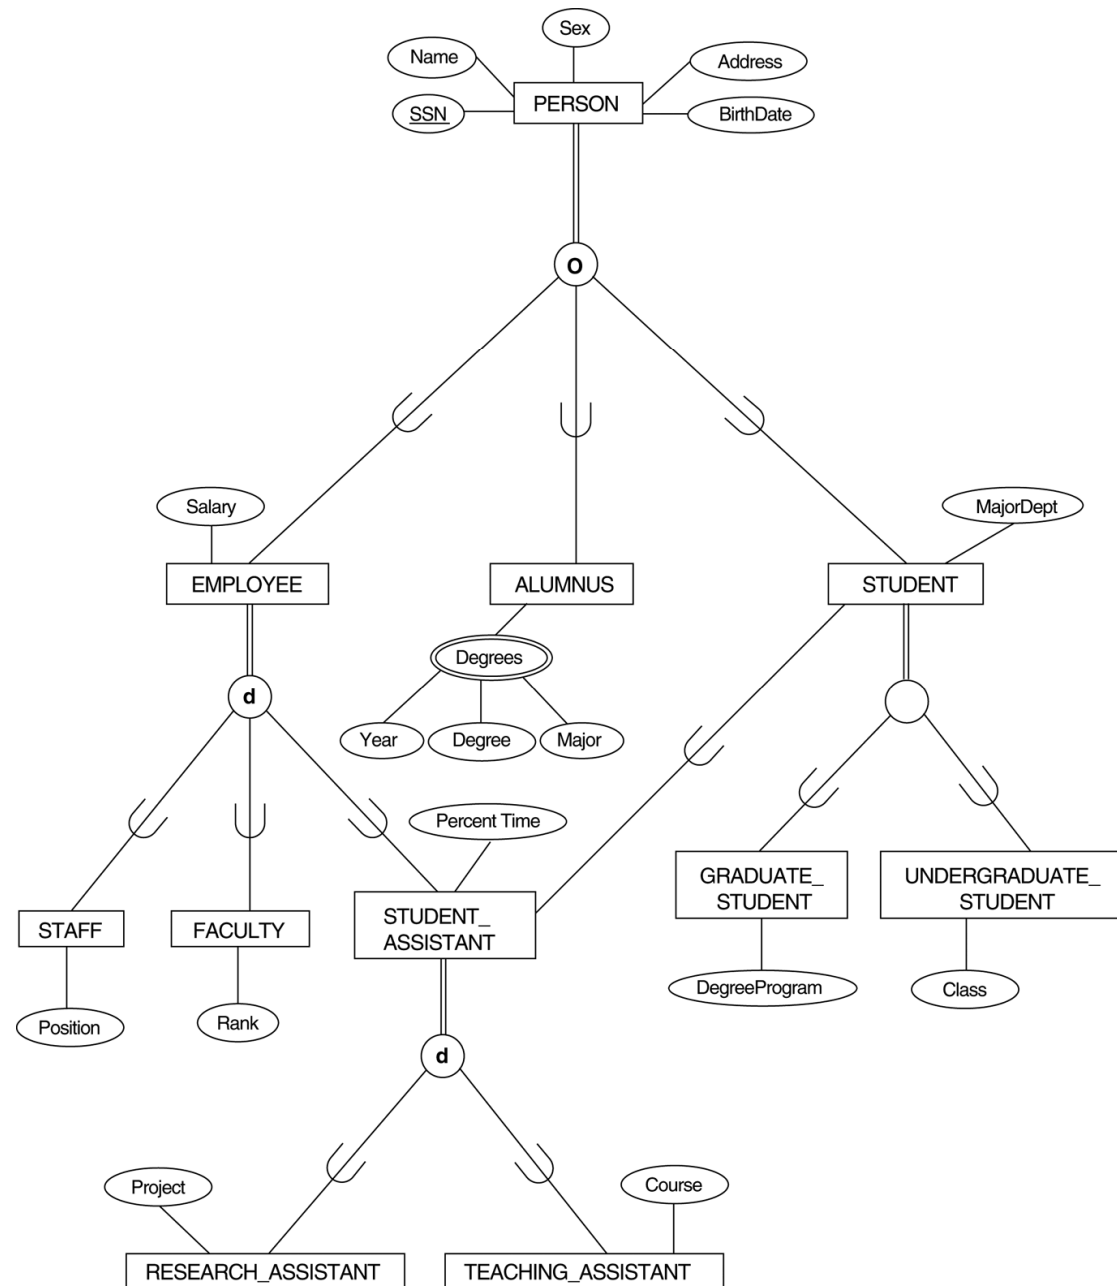 Sex
Name
Address
PERSON
SSN
BirthDate
O
Salary
MajorDept
EMPLOYEE
ALUMNUS
STUDENT
Degrees
d
Year
Degree
Major
Percent Time
GRADUATE_
STUDENT
UNDERGRADUATE_
STUDENT
STAFF
FACULTY
STUDENT_
ASSISTANT
DegreeProgram
Class
Position
Rank
d
Project
Course
RESEARCH_ASSISTANT
TEACHING_ASSISTANT